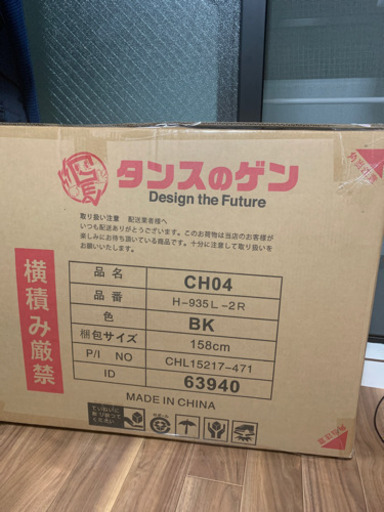 タンスのゲン
Design the Future
取り扱い注意 配送業者様へ
いつも配送ありがとうございます。このお荷物は当店のお客様が
楽しみにお待ち頂いている商品です。十分に注意して取り扱いを
お願いします。
横積み厳禁
品名 CH04
品番 H-935L-2R
色 BK
梱包サイズ 158cm
P/I NO CHL15217-471
ID 63940
MADE IN CHINA